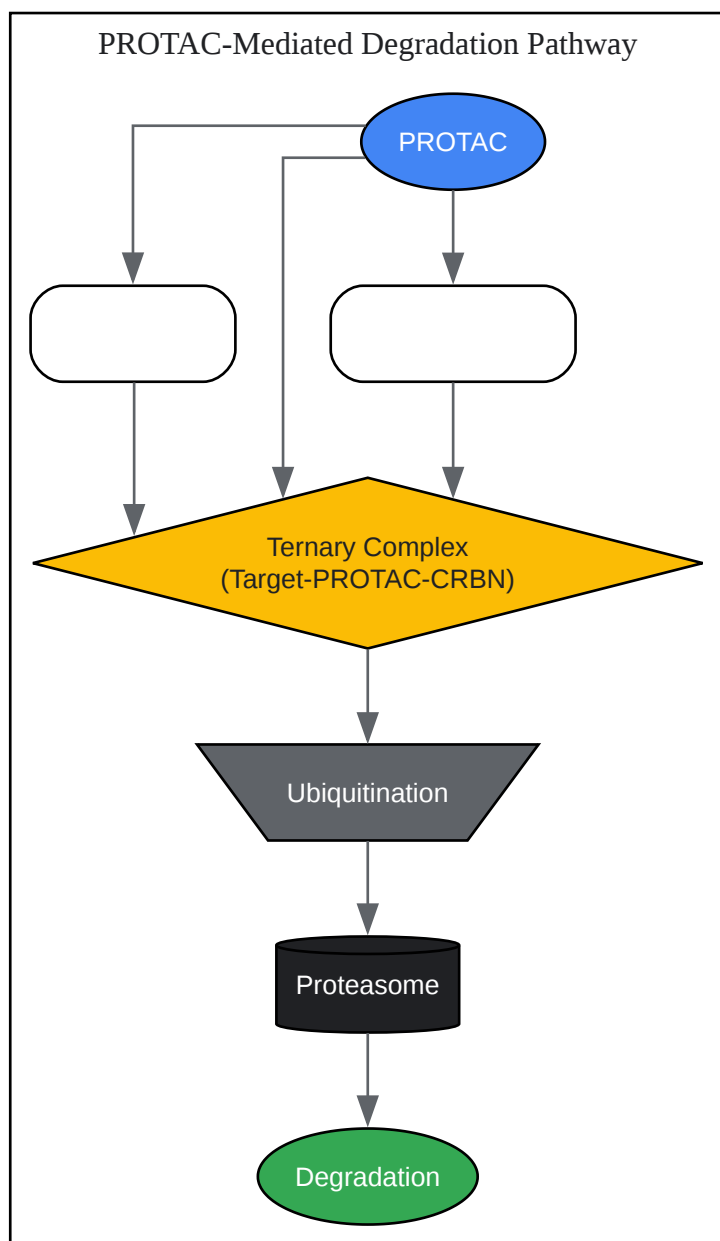 PROTAC-Mediated Degradation Pathway
PROTAC
Ternary Complex
(Target-PROTAC-CRBN)
Ubiquitination
Proteasome
Degradation